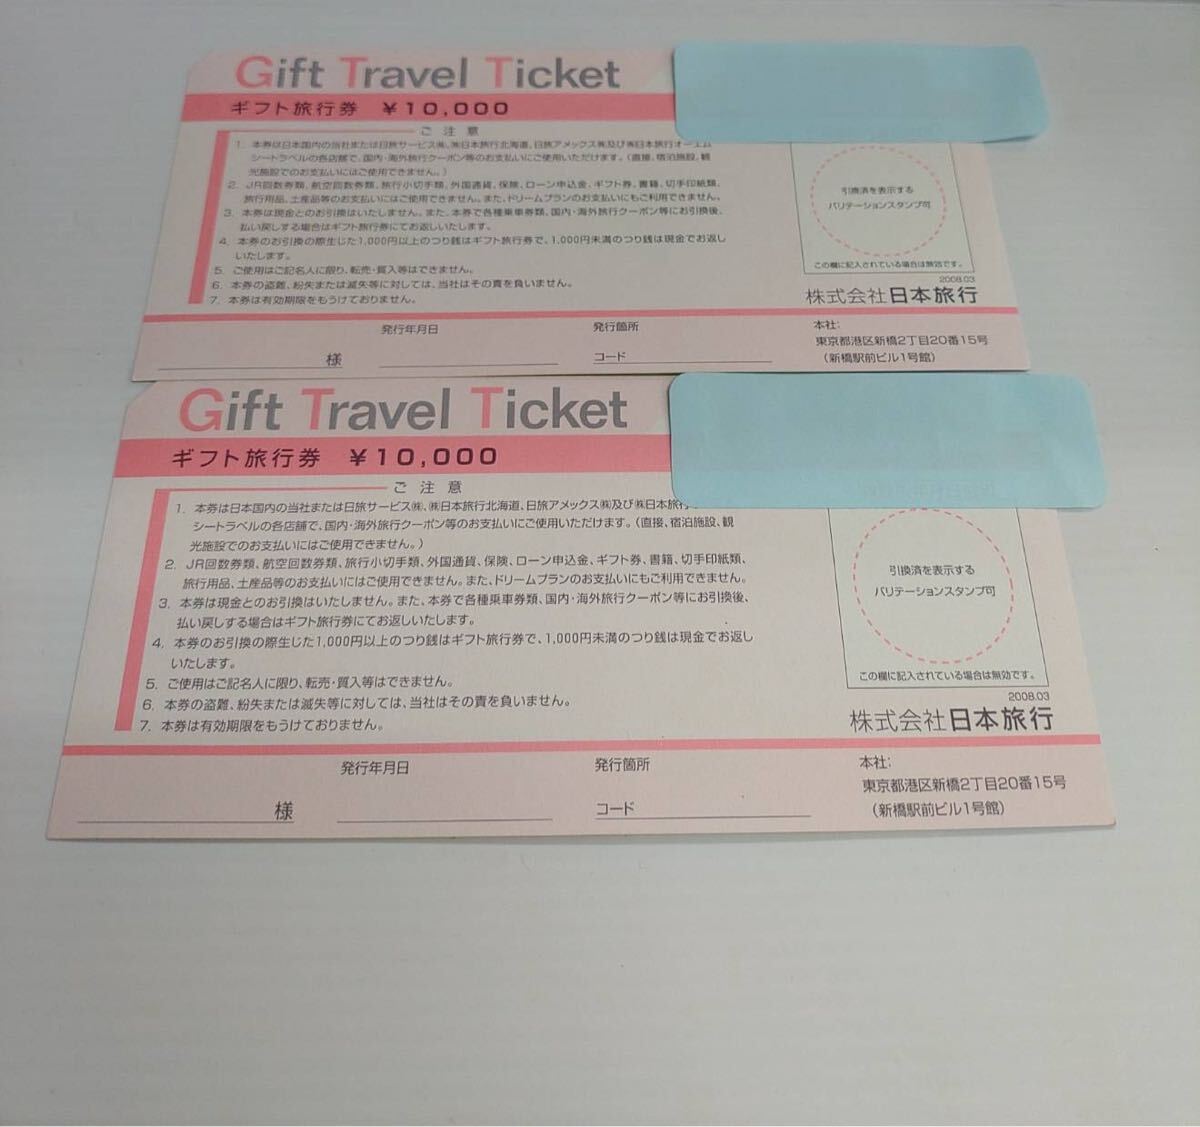 Gift Travel Ticket
ギフト旅行券 ￥10,000
ご注意
1. 本券は日本国内の当社または日旅サービス㈱、㈱日本旅行北海道、日旅アメックス㈱及び㈱日本旅行オーエム
シートラベルの各店舗で、国内・海外旅行クーポン等のお支払いにご使用いただけます。（直接、宿泊施設、観
光施設でのお支払いにはご使用できません。）
2. JR回数券類、航空回数券類、旅行小切手類、外国通貨、保険、ローン申込金、ギフト券、書籍、切手印紙類、
旅行用品、土産品等のお支払いにはご使用できません。また、ドリームプランのお支払いにもご利用できません。
3. 本券は現金とのお引換はいたしません。また、本券で各種乗車券類、国内・海外旅行クーポン等にお引換後、
払い戻しする場合はギフト旅行券にてお返しいたします。
4. 本券のお引換の際生じた1,000円以上のつり銭はギフト旅行券で、1,000円未満のつり銭は現金でお返し
いたします。
5. ご使用はご記名人に限り、転売・質入等はできません。
6. 本券の盗難、紛失または滅失等に対しては、当社はその責を負いません。
7. 本券は有効期限をもうけておりません。
引換済を表示する
バリテーションスタンプ可
この欄に記入されている場合は無効です。
2008.03
株式会社日本旅行
様
発行年月日
発行箇所
コード
本社:
東京都港区新橋2丁目20番15号
（新橋駅前ビル1号館）
Gift Travel Ticket
ギフト旅行券 ￥10,000
ご注意
1. 本券は日本国内の当社または日旅サービス㈱、㈱日本旅行北海道、日旅アメックス㈱及び㈱日本旅行
シートラベルの各店舗で、国内・海外旅行クーポン等のお支払いにご使用いただけます。（直接、宿泊施設、観
光施設でのお支払いにはご使用できません。）
2. JR回数券類、航空回数券類、旅行小切手類、外国通貨、保険、ローン申込金、ギフト券、書籍、切手印紙類、
旅行用品、土産品等のお支払いにはご使用できません。また、ドリームプランのお支払いにもご利用できません。
3. 本券は現金とのお引換はいたしません。また、本券で各種乗車券類、国内・海外旅行クーポン等にお引換後、
払い戻しする場合はギフト旅行券にてお返しいたします。
4. 本券のお引換の際生じた1,000円以上のつり銭はギフト旅行券で、1,000円未満のつり銭は現金でお返し
いたします。
5. ご使用はご記名人に限り、転売・質入等はできません。
6. 本券の盗難、紛失または滅失等に対しては、当社はその責を負いません。
7. 本券は有効期限をもうけておりません。
引換済を表示する
バリテーションスタンプ可
この欄に記入されている場合は無効です。
2008.03
株式会社日本旅行
様
発行年月日
発行箇所
コード
本社:
東京都港区新橋2丁目20番15号
（新橋駅前ビル1号館）